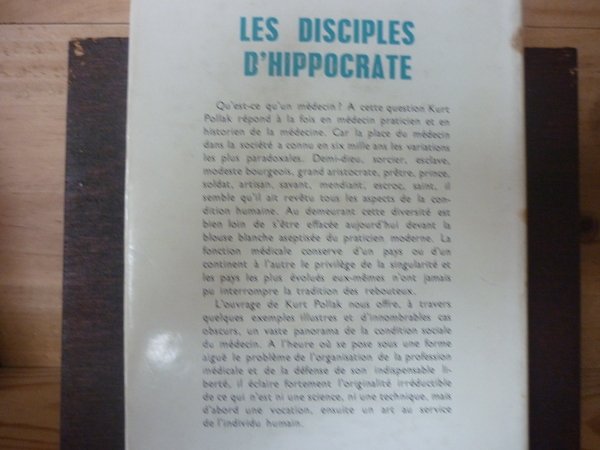 LES DISCIPLES
D'HIPPOCRATE
Qu'est-ce qu'un médecin? A cette question Kurt
Pollak répond à la fois en médecin praticien et en
historien de la médecine. Car la place du médecin
dans la société a connu en six mille ans les variations
les plus paradoxales. Demi-dieu, sorcier, esclave,
modeste bourgeois, grand aristocrate, prêtre, prince,
soldat, artisan, savant, mendiant, escroc, saint, il
semble qu'il ait revêtu tous les aspects de la con-
dition humaine. Au demeurant cette diversité est
bien loin de s'être effacée aujourd'hui devant la
blouse blanche aseptisée du praticien moderne. La
fonction médicale conserve d'un pays ou d'un
continent à l'autre le privilège de la singularité et
les pays les plus évolués eux-mêmes n'ont jamais
pu interrompre la tradition des rebouteux.
L'ouvrage de Kurt Pollak nous offre, à travers
quelques exemples illustres et d'innombrables cas
obscurs, un vaste panorama de la condition sociale
du médecin. A l'heure où se pose sous une forme
aiguë le problème de l'organisation de la profession
médicale et de la défense de son indispensable li-
berté, il éclaire fortement l'originalité irréductible
de ce qui n'est ni une science, ni une technique, mais
d'abord une vocation, ensuite un art au service
de l'individu humain.